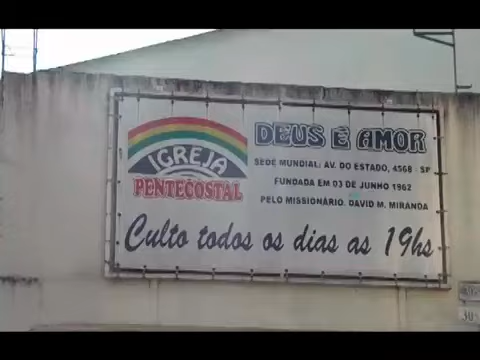 IGREJA
PENTECOSTAL
DEUS É AMOR
SEDE MUNDIAL: AV. DO ESTADO, 4568 - SP
FUNDADA EM 03 DE JUNHO 1962
PELO MISSIONÁRIO. DAVID M. MIRANDA
Culto todos os dias as 19hs